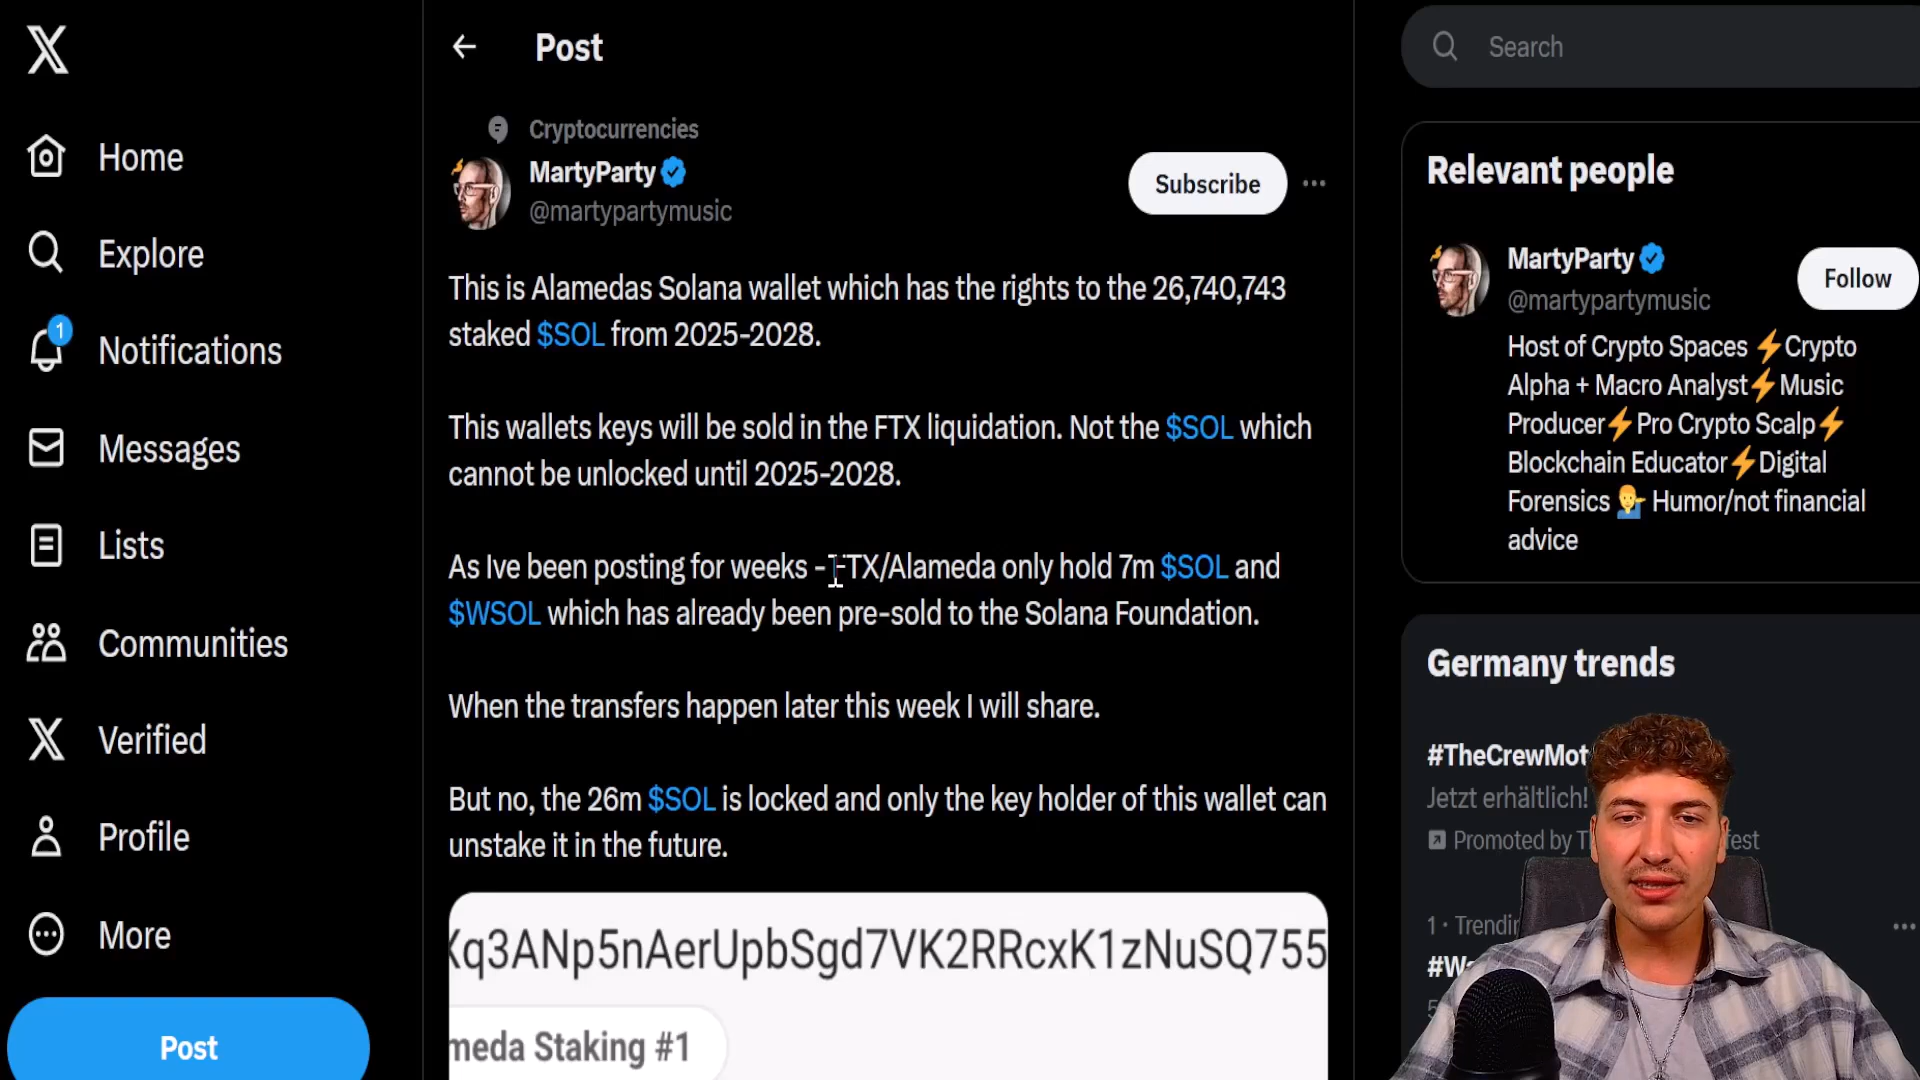 Post
Search
Home
Explore
1
Notifications
Messages
Lists
Communities
Verified
Profile
More
Post
Cryptocurrencies
MartyParty
@martypartymusic
Subscribe
This is Alamedas Solana wallet which has the rights to the 26,740,743
staked $SOL from 2025-2028.
This wallets keys will be sold in the FTX liquidation. Not the $SOL which
cannot be unlocked until 2025-2028.
As Ive been posting for weeks - FTX/Alameda only hold 7m $SOL and
$WSOL which has already been pre-sold to the Solana Foundation.
When the transfers happen later this week I will share.
But no, the 26m $SOL is locked and only the key holder of this wallet can
unstake it in the future.
Xq3ANp5nAerUpbSgd7VK2RRcxK1zNuSQ755
meda Staking #1
Relevant people
MartyParty
@martypartymusic
Follow
Host of Crypto Spaces ⚡Crypto
Alpha + Macro Analyst⚡Music
Producer⚡Pro Crypto Scalp⚡
Blockchain Educator⚡Digital
Forensics 💁‍♂️ Humor/not financial
advice
Germany trends
#TheCrewMot
Jetzt erhältlich!
Promoted by T fest
1 · Trendin
#Wa